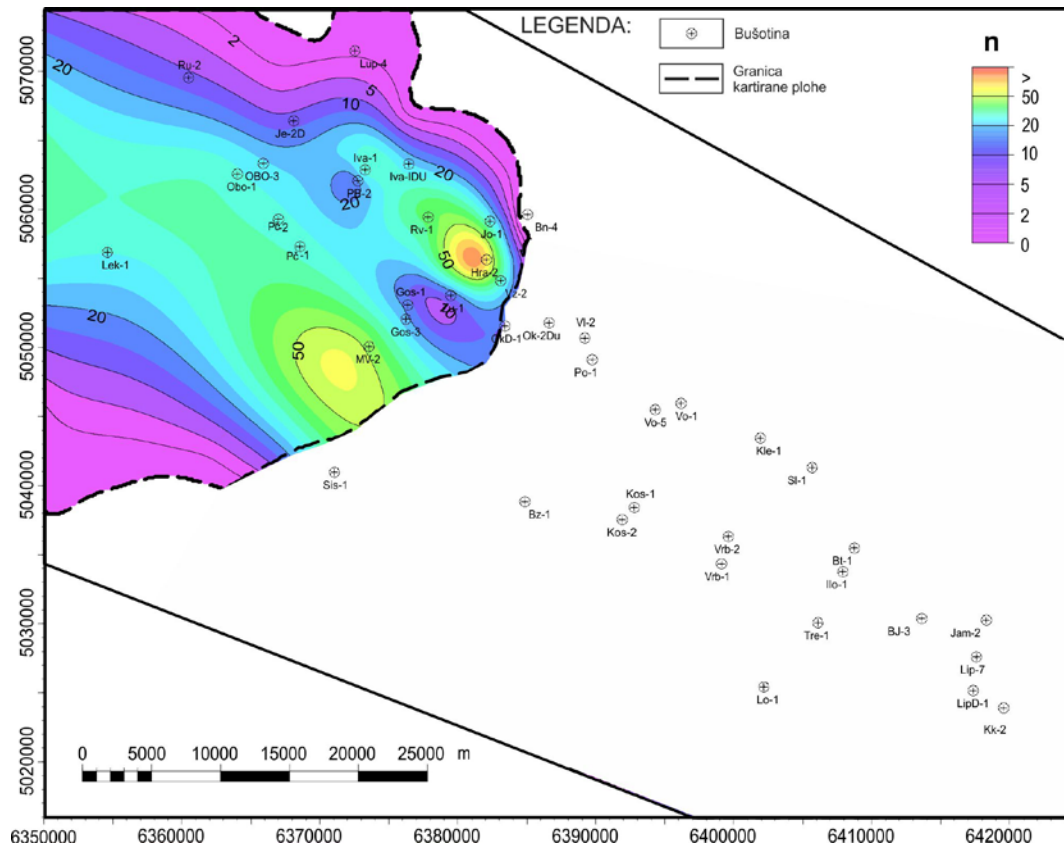 LEGENDA:
Bušotina
Granica
kartirane plohe
n
>
50
20
10
5
2
0
5070000
5060000
5050000
5040000
5030000
5020000
6350000 6360000 6370000 6380000 6390000 6400000 6410000 6420000
0 5000 10000 15000 20000 25000 m
2
5
10
20
20
20
20
20
50
50
10
Ru-2
Lup-4
Je-2D
OBO-3
Obo-1
Iva-1
PB-2
Iva-IDU
Pc-2
Pc-1
Rv-1
Jo-1
Bn-4
Lek-1
Hra-2
Vz-2
Gos-1
Gos-3
OkD-1
Ok-2Du
Vl-2
MV-2
Po-1
Vo-5
Vo-1
Kle-1
Sl-1
Sis-1
Bz-1
Kos-1
Kos-2
Vrb-2
Vrb-1
Bt-1
Ilo-1
Tre-1
BJ-3
Jam-2
Lip-7
LipD-1
Lo-1
Kk-2